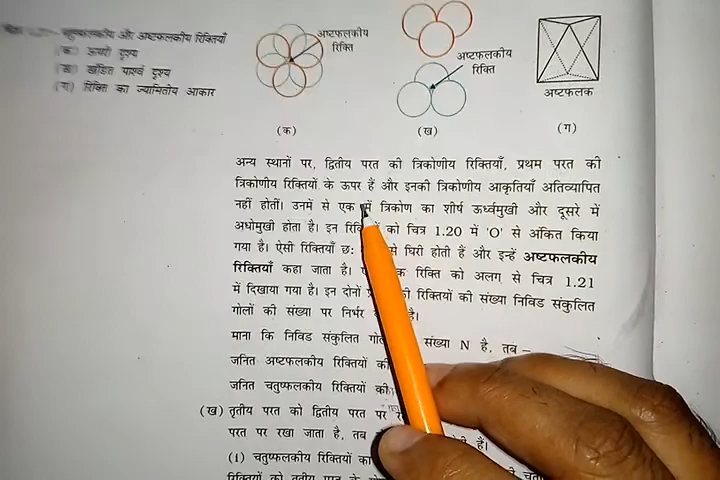 चतुष्फलकीय और अष्टफलकीय रिक्तियाँ
(क) ऊपरी दृश्य
(ख) खंडित पार्श्व दृश्य
(ग) रिक्ति का ज्यामितीय आकार
अष्टफलकीय
रिक्ति
अष्टफलकीय
रिक्ति
अष्टफलक
(क)
(ख)
(ग)
अन्य स्थानों पर, द्वितीय परत की त्रिकोणीय रिक्तियाँ, प्रथम परत की
त्रिकोणीय रिक्तियों के ऊपर हैं और इनकी त्रिकोणीय आकृतियाँ अतिव्यापित
नहीं होतीं। उनमें से एक में त्रिकोण का शीर्ष ऊर्ध्वमुखी और दूसरे में
अधोमुखी होता है। इन को चित्र 1.20 में 'O' से अंकित किया
गया है। ऐसी रिक्तियाँ छः से घिरी होती हैं और इन्हें अष्टफलकीय
रिक्तियाँ कहा जाता है। रिक्ति को अलग से चित्र 1.21
में दिखाया गया है। इन दोनों की रिक्तियों की संख्या निविड संकुलित
गोलों की संख्या पर निर्भर है।
माना कि निविड संकुलित संख्या N है, तब –
जनित अष्टफलकीय रिक्तियों की
जनित चतुष्फलकीय रिक्तियों की
(ख) तृतीय परत को द्वितीय परत पर
परत पर रखा जाता है, तब हैं।
(i) चतुष्फलकीय रिक्तियों का
रिक्तियों को तृतीय परत के